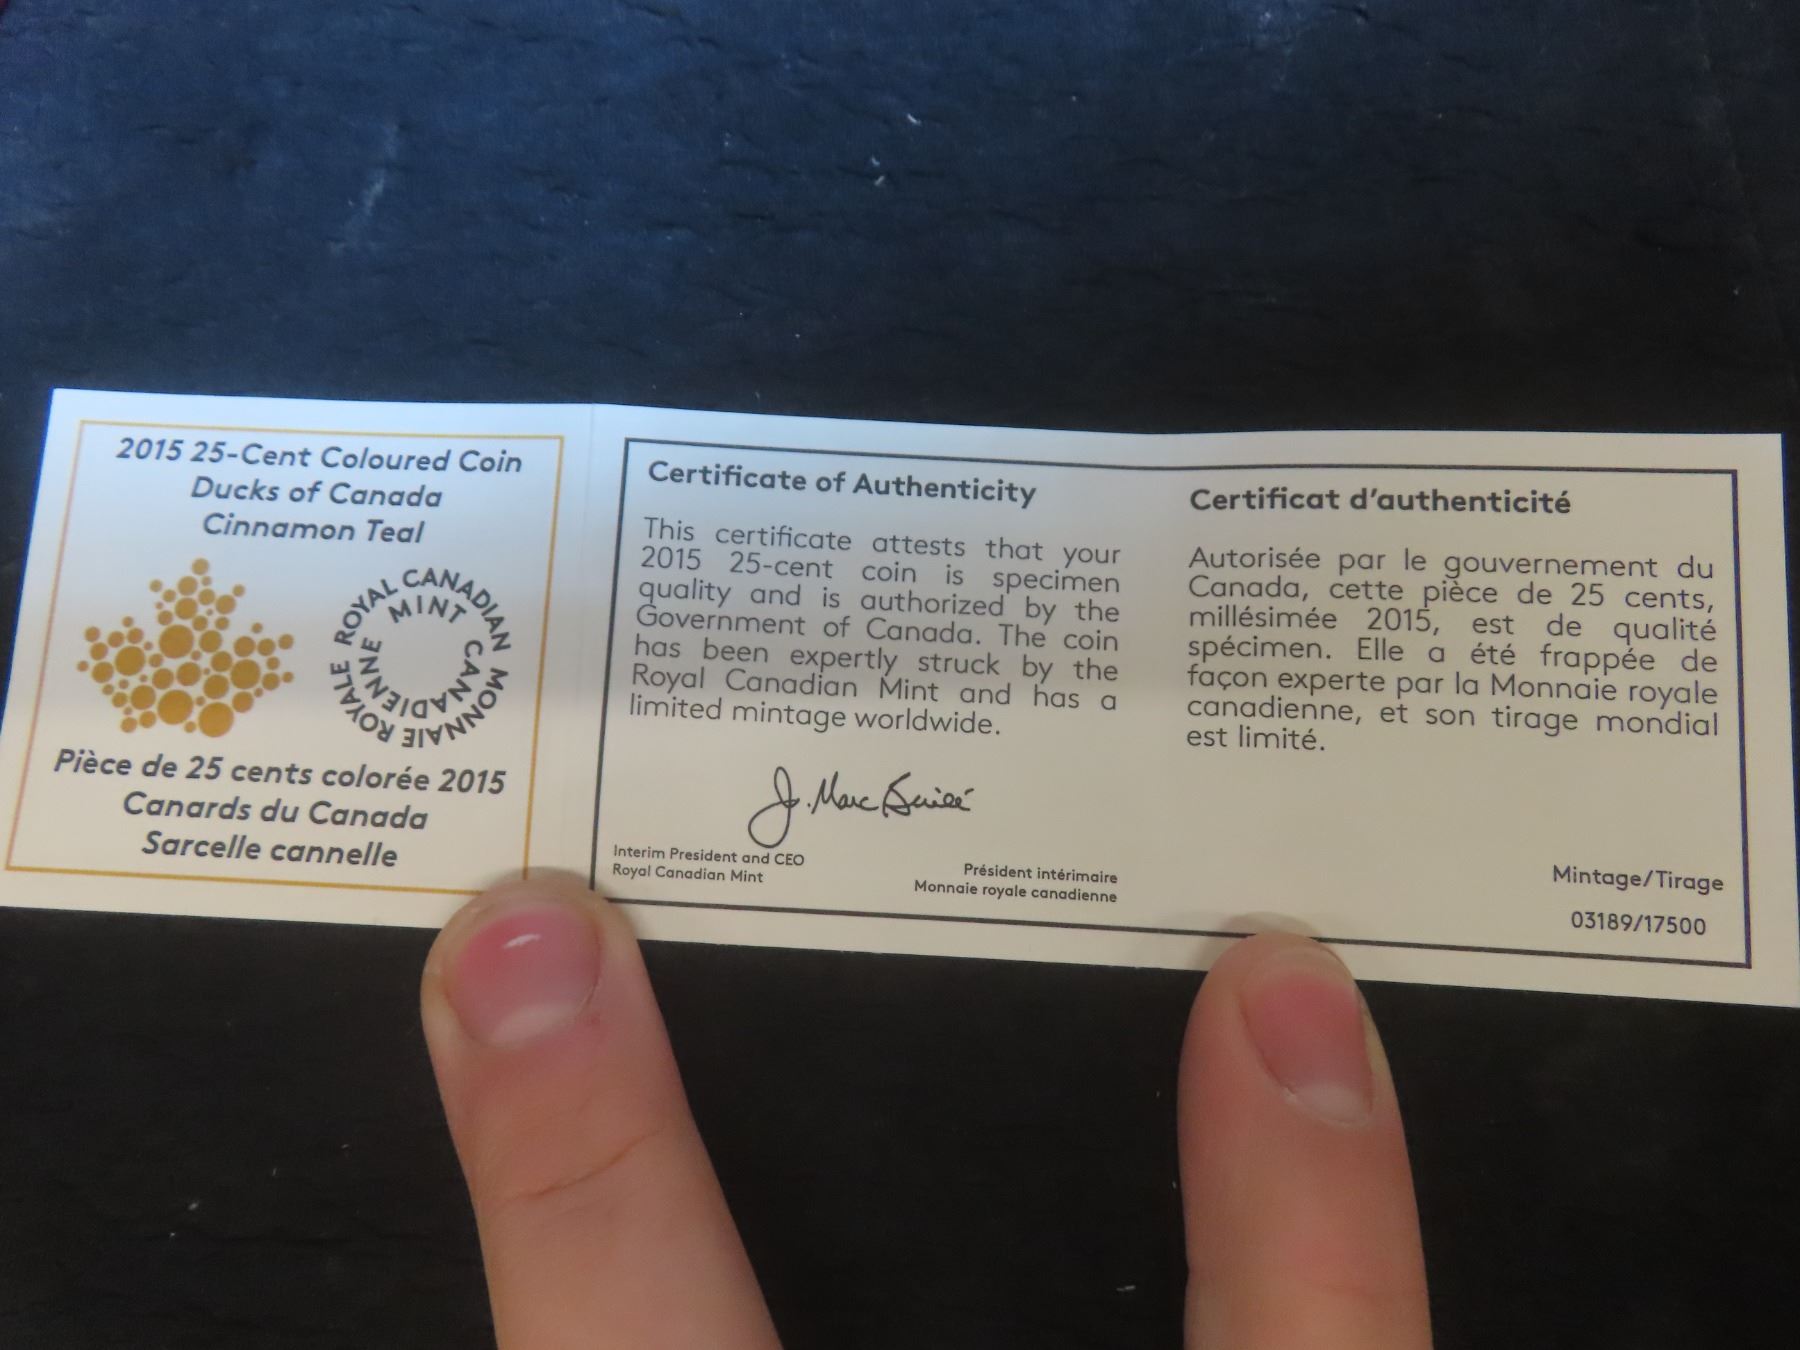 2015 25-Cent Coloured Coin
Ducks of Canada
Cinnamon Teal
ROYAL CANADIAN MINT CANADIENNE
MONNAIE ROYALE
Pièce de 25 cents colorée 2015
Canards du Canada
Sarcelle cannelle
Certificate of Authenticity
This certificate attests that your
2015 25-cent coin is specimen
quality and is authorized by the
Government of Canada. The coin
has been expertly struck by the
Royal Canadian Mint and has a
limited mintage worldwide.
J. Marc
Interim President and CEO
Royal Canadian Mint
Président intérimaire
Monnaie royale canadienne
Certificat d'authenticité
Autorisée par le gouvernement du
Canada, cette pièce de 25 cents,
millésimée 2015, est de qualité
spécimen. Elle a été frappée de
façon experte par la Monnaie royale
canadienne, et son tirage mondial
est limité.
Mintage/Tirage
03189/17500